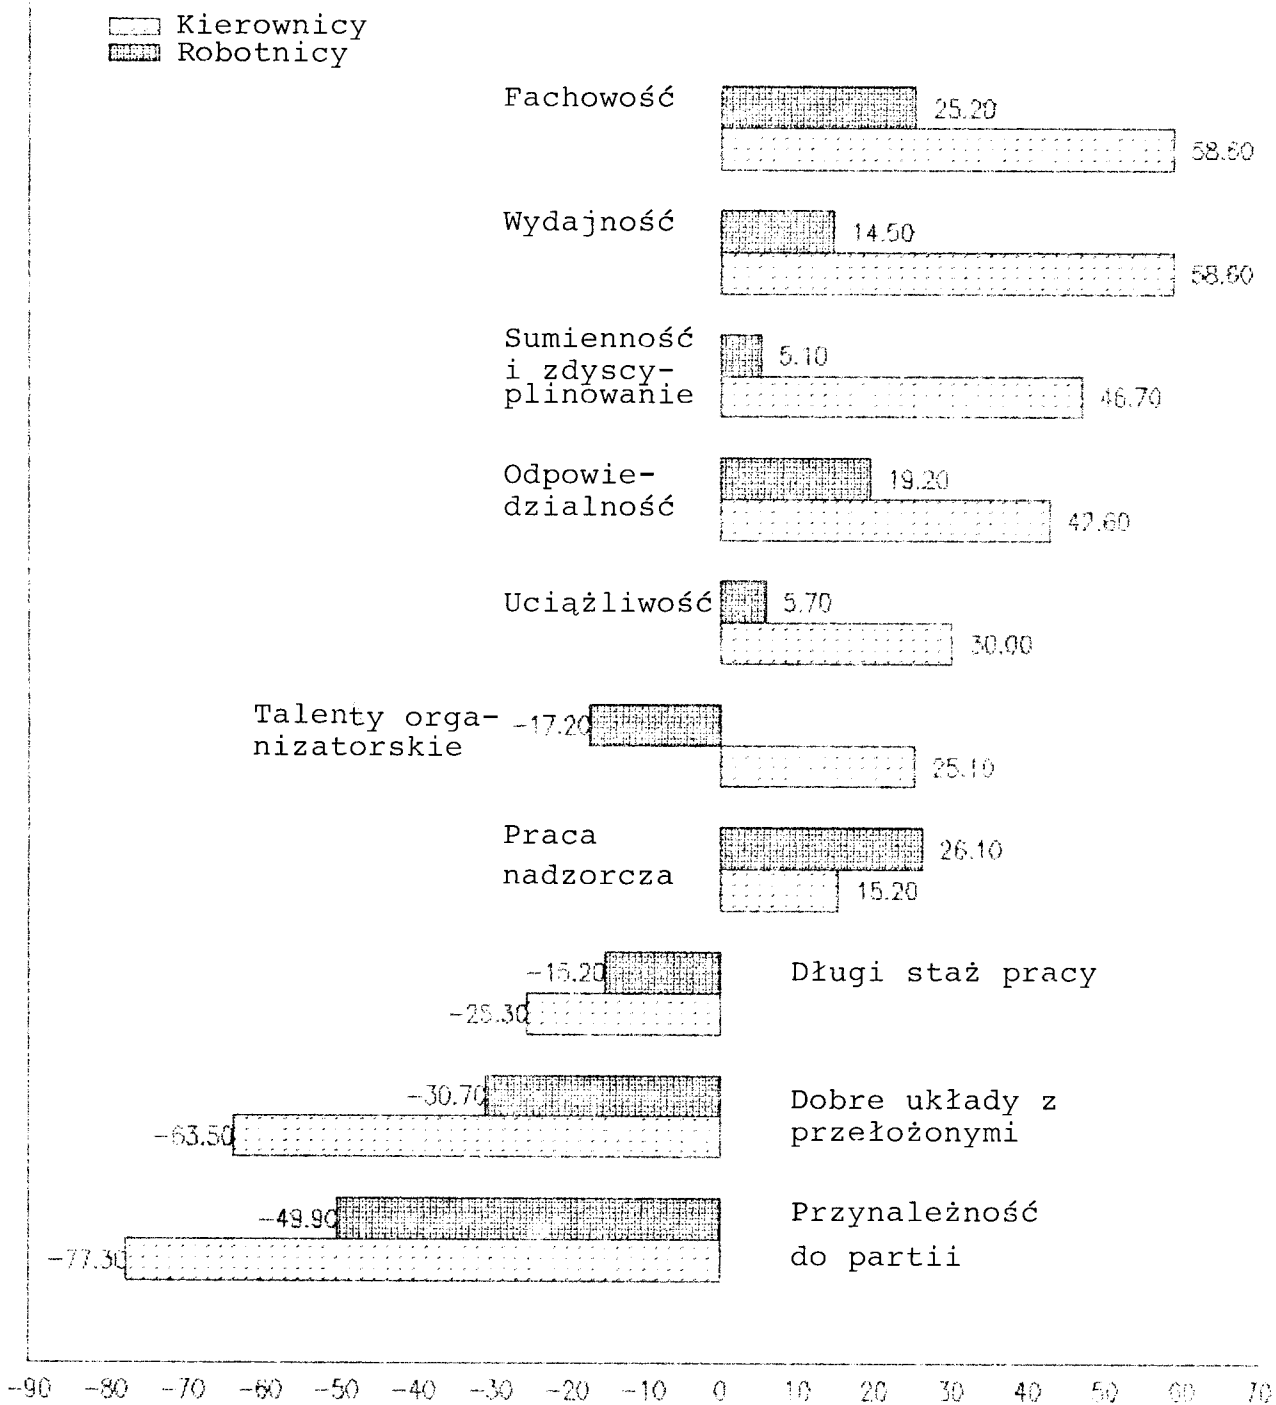 Kierownicy
Robotnicy
Fachowość
25.20
58.60
Wydajność
14.50
58.60
Sumienność
i zdyscy-
plinowanie
5.10
46.70
Odpowie-
dzialność
19.20
42.60
Uciążliwość
5.70
30.00
Talenty orga-
nizatorskie
-17.20
25.10
Praca
nadzorcza
26.10
15.20
-15.20
-25.30
Długi staż pracy
-30.70
-63.50
Dobre układy z
przełożonymi
-49.90
-77.30
Przynależność
do partii
-90 -80 -70 -60 -50 -40 -30 -20 -10 0 10 20 30 40 50 60 70